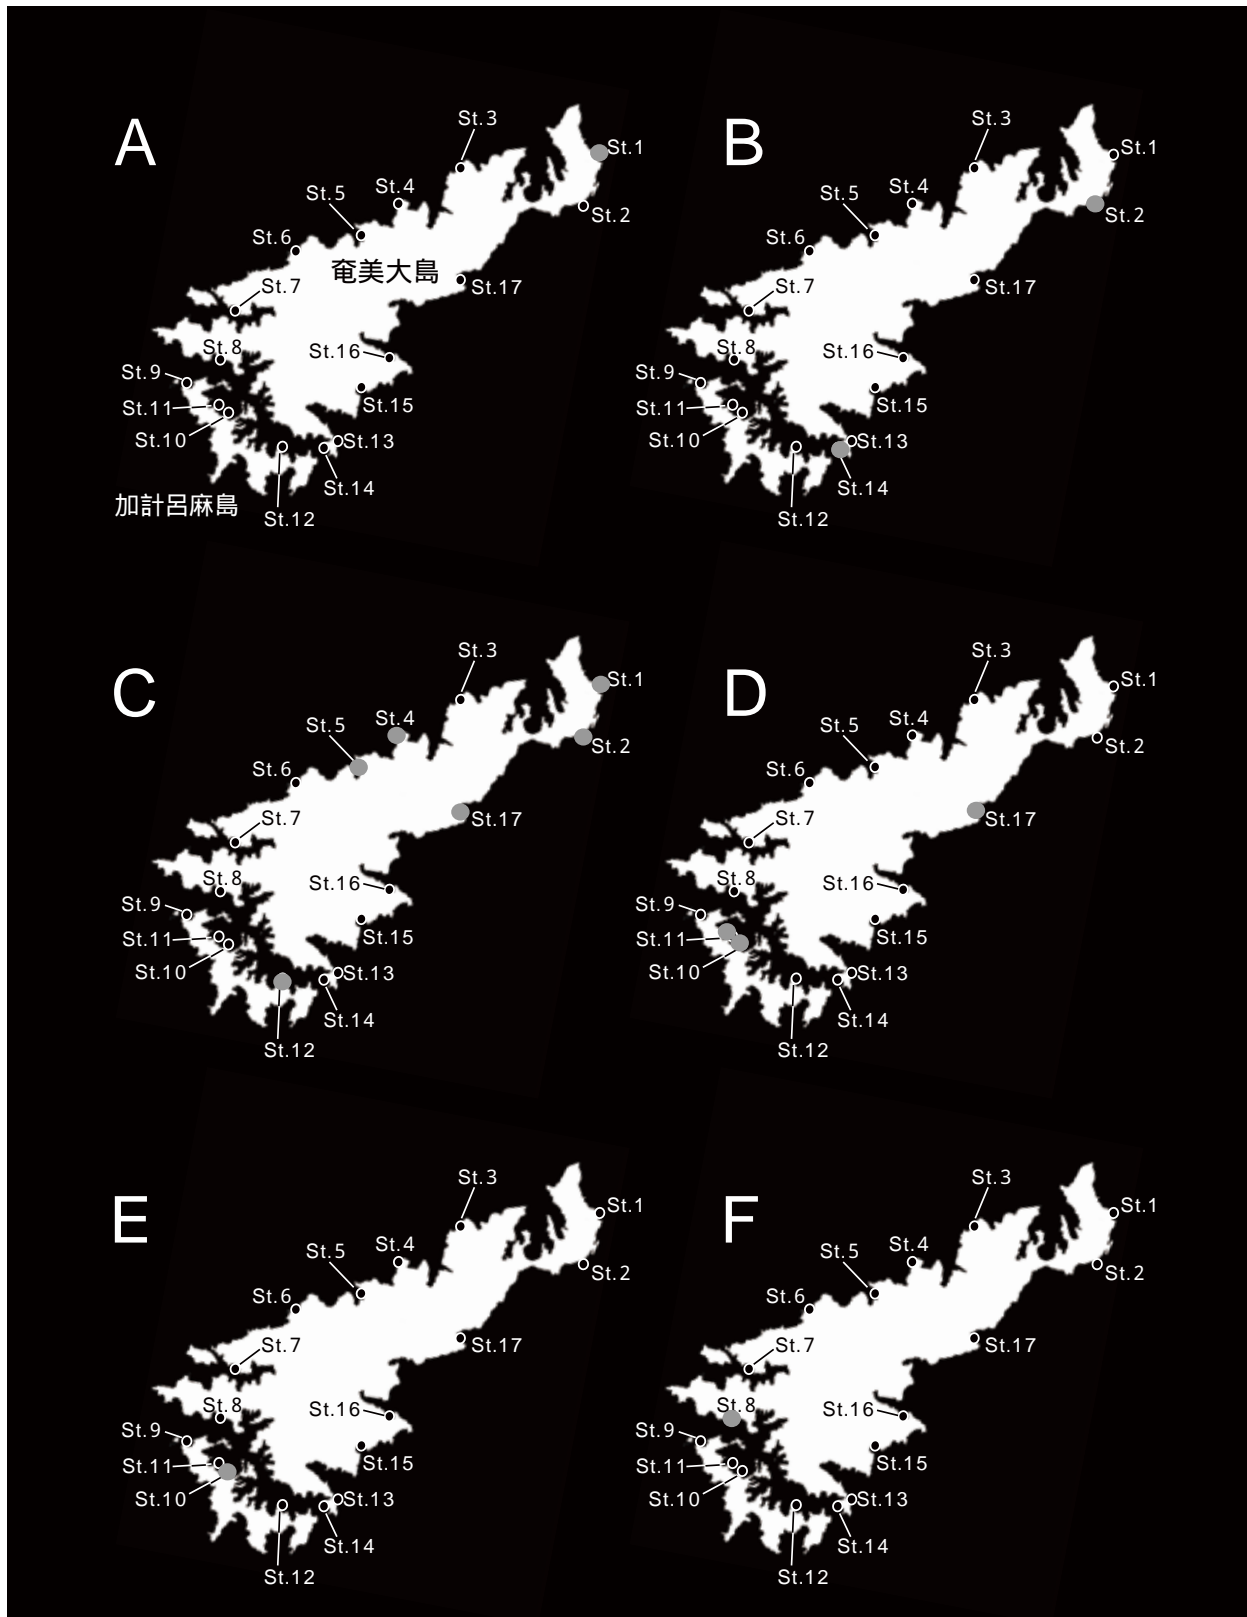 A
St.3
St.1
St.4
St.5
St.2
St.6
奄美大島
St.7
St.17
St.8
St.16
St.9
St.11
St.15
St.10
St.13
St.14
加計呂麻島
St.12
B
St.3
St.1
St.4
St.5
St.2
St.6
St.7
St.17
St.8
St.16
St.9
St.11
St.15
St.10
St.13
St.14
St.12
C
St.3
St.1
St.4
St.5
St.2
St.6
St.7
St.17
St.8
St.16
St.9
St.11
St.15
St.10
St.13
St.14
St.12
D
St.3
St.1
St.4
St.5
St.2
St.6
St.7
St.17
St.8
St.16
St.9
St.11
St.15
St.10
St.13
St.14
St.12
E
St.3
St.1
St.4
St.5
St.2
St.6
St.7
St.17
St.8
St.16
St.9
St.11
St.15
St.10
St.13
St.14
St.12
F
St.3
St.1
St.4
St.5
St.2
St.6
St.7
St.17
St.8
St.16
St.9
St.11
St.15
St.10
St.13
St.14
St.12